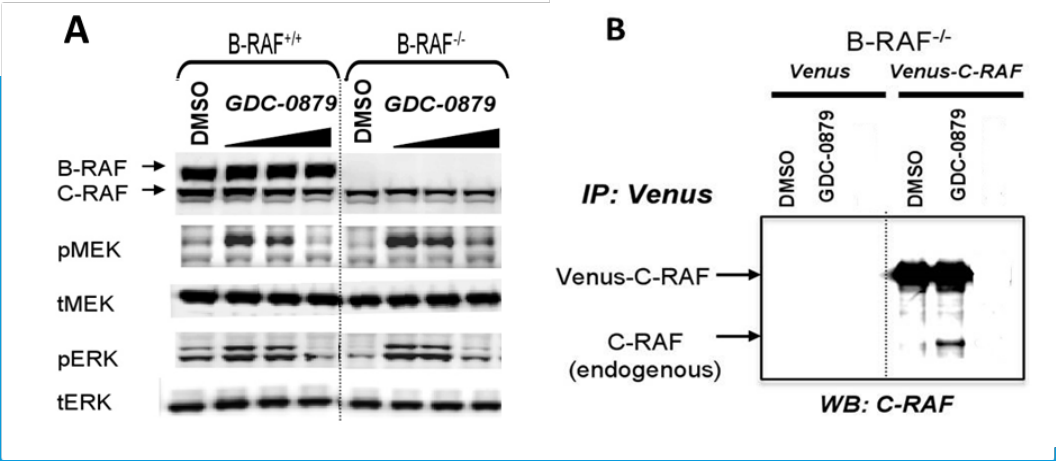 A
B-RAF+/+
B-RAF-/-
DMSO
GDC-0879
DMSO
GDC-0879
B-RAF
C-RAF
pMEK
tMEK
pERK
tERK
B
B-RAF-/-
Venus
Venus-C-RAF
DMSO
GDC-0879
DMSO
GDC-0879
IP: Venus
Venus-C-RAF
C-RAF
(endogenous)
WB: C-RAF